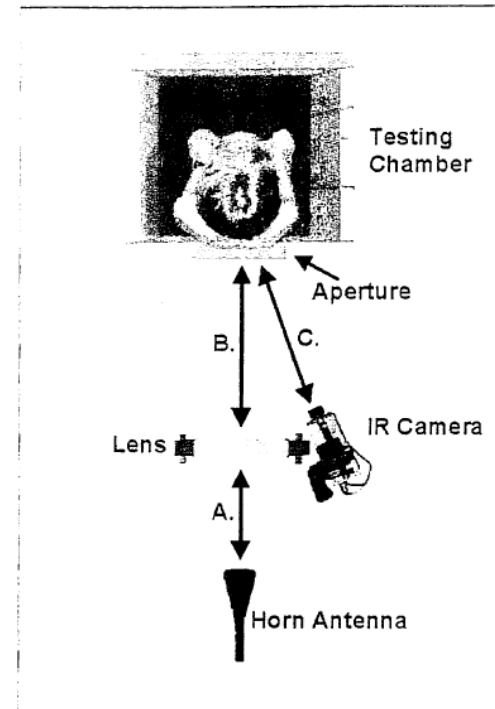 Testing
Chamber
Aperture
B.
C.
IR Camera
Lens
A.
Horn Antenna